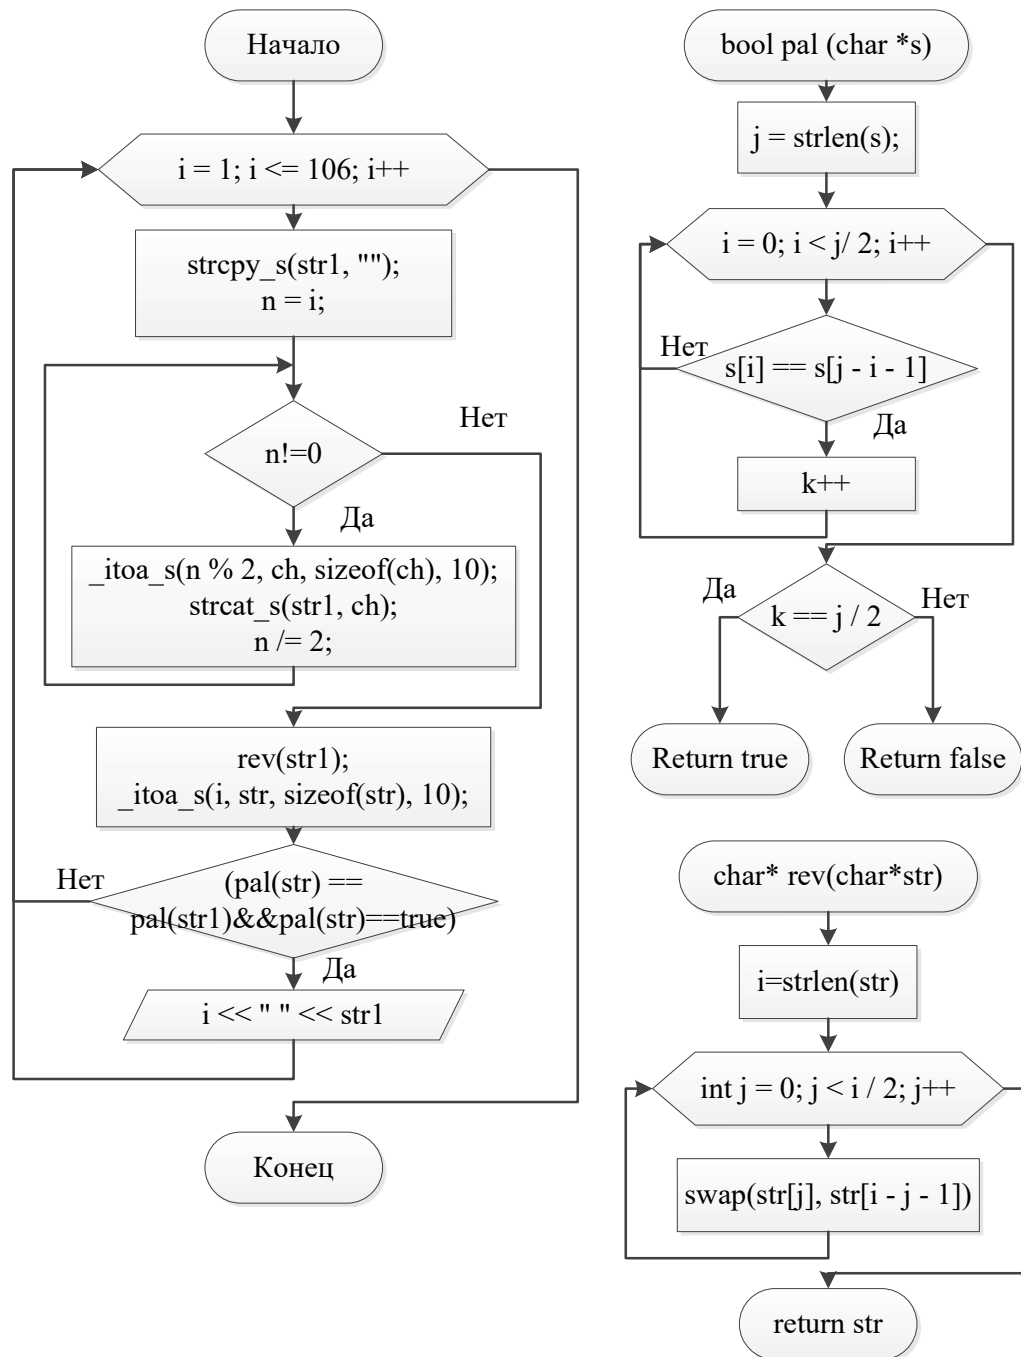 Начало
i = 1; i <= 106; i++
strcpy_s(str1, "");
n = i;
Нет
n!=0
Да
_itoa_s(n % 2, ch, sizeof(ch), 10);
strcat_s(str1, ch);
n /= 2;
rev(str1);
_itoa_s(i, str, sizeof(str), 10);
Нет
(pal(str) ==
pal(str1)&&pal(str)==true)
Да
i << " " << str1
Конец
bool pal (char *s)
j = strlen(s);
i = 0; i < j/ 2; i++
Нет
s[i] == s[j - i - 1]
Да
k++
Да
k == j / 2
Нет
Return true
Return false
char* rev(char*str)
i=strlen(str)
int j = 0; j < i / 2; j++
swap(str[j], str[i - j - 1])
return str